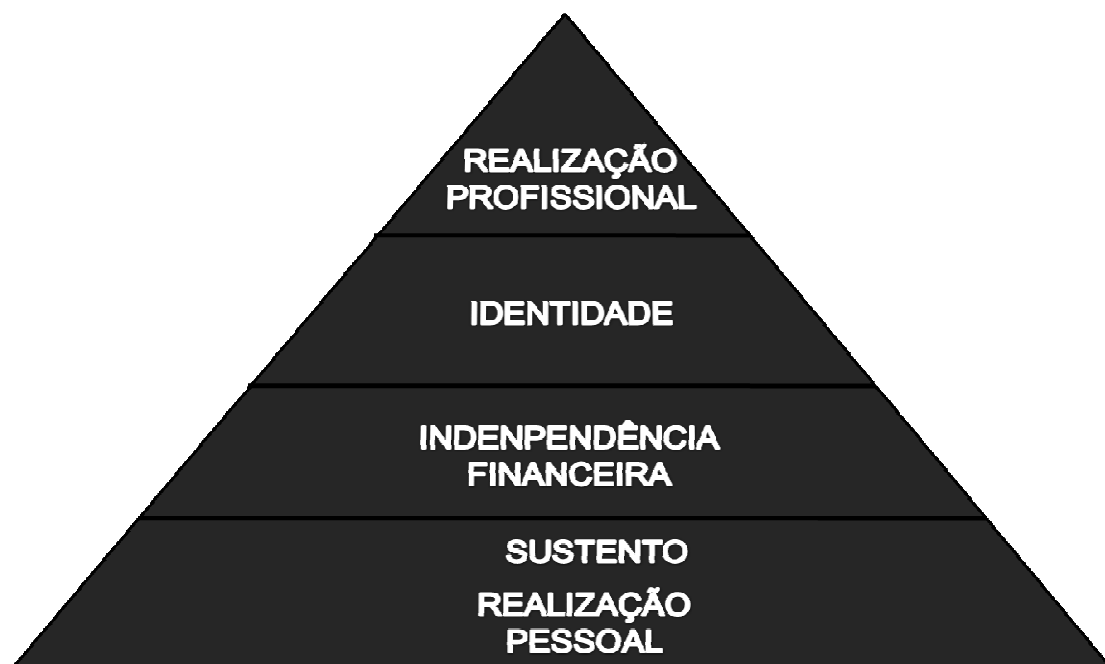 REALIZAÇÃO
PROFISSIONAL
IDENTIDADE
INDENPENDÊNCIA
FINANCEIRA
SUSTENTO
REALIZAÇÃO
PESSOAL